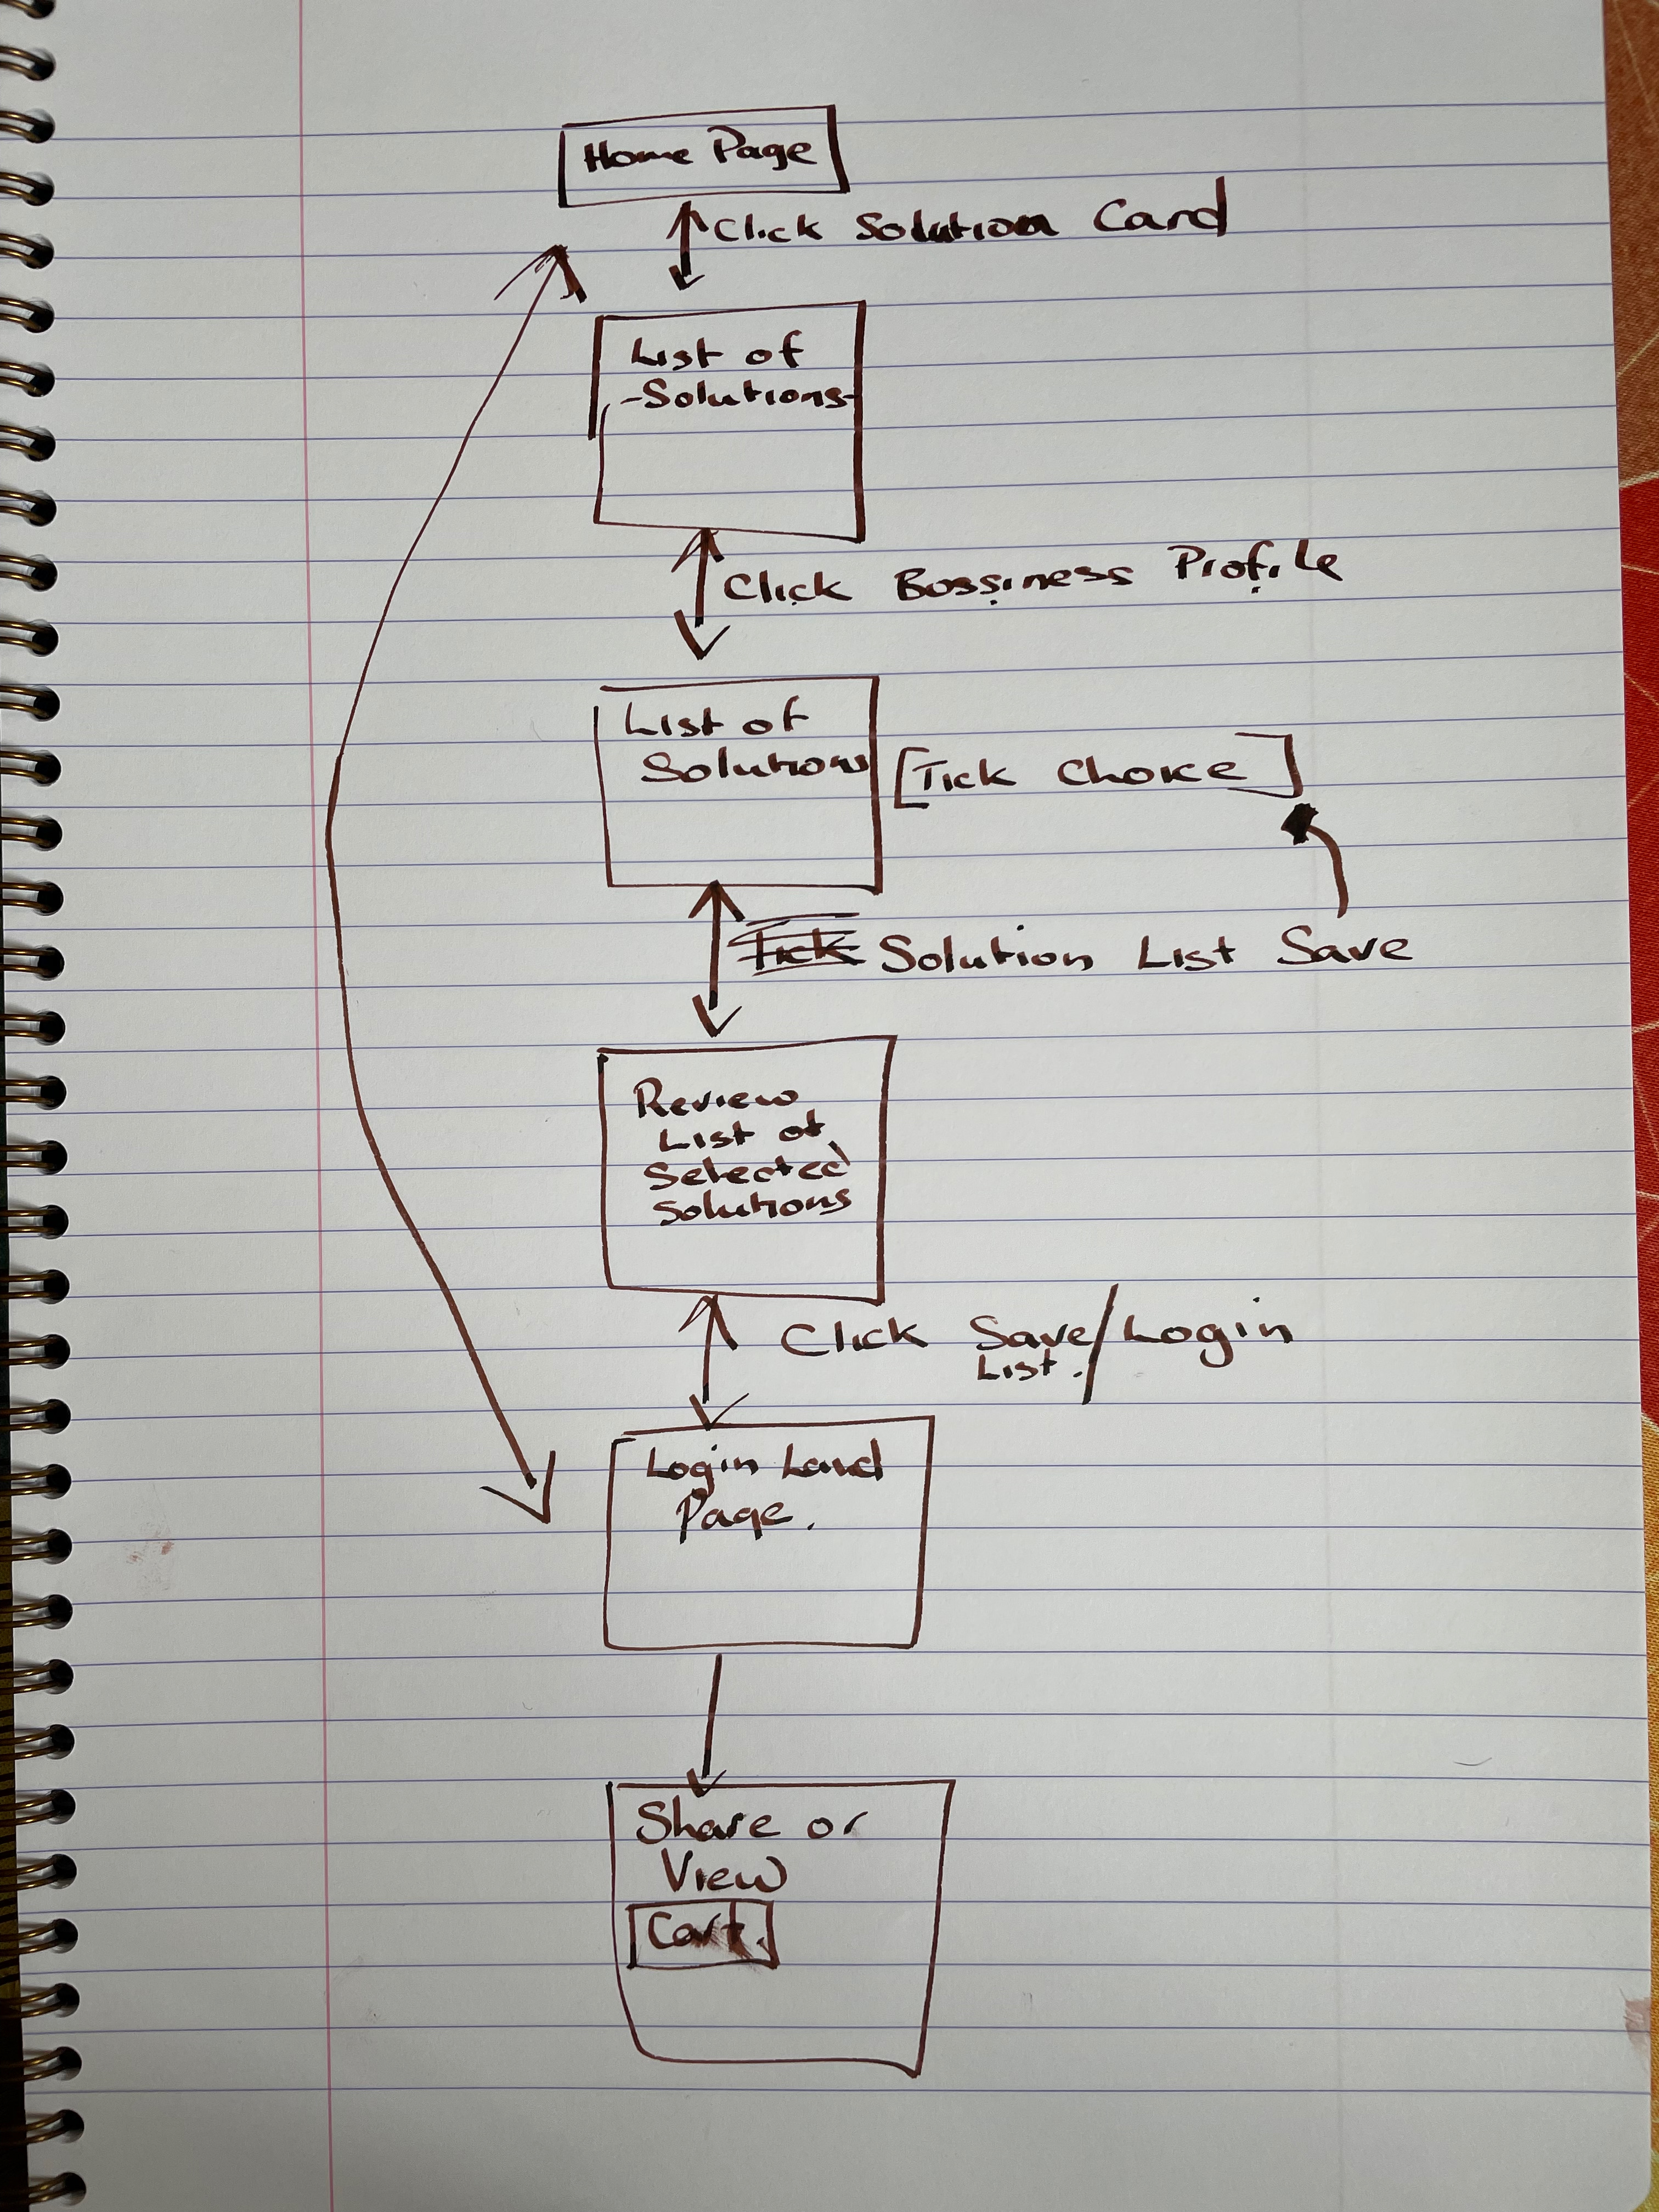 Home Page
Click Solution Card
List of
-Solutions-
Click Bossiness Profile
List of
Solutions [Tick Choice]
Tick Solution List Save
Review
List of
Selected
Solutions
Click Save/Login
List.
Login Land
Page.
Share or
View
Cart.